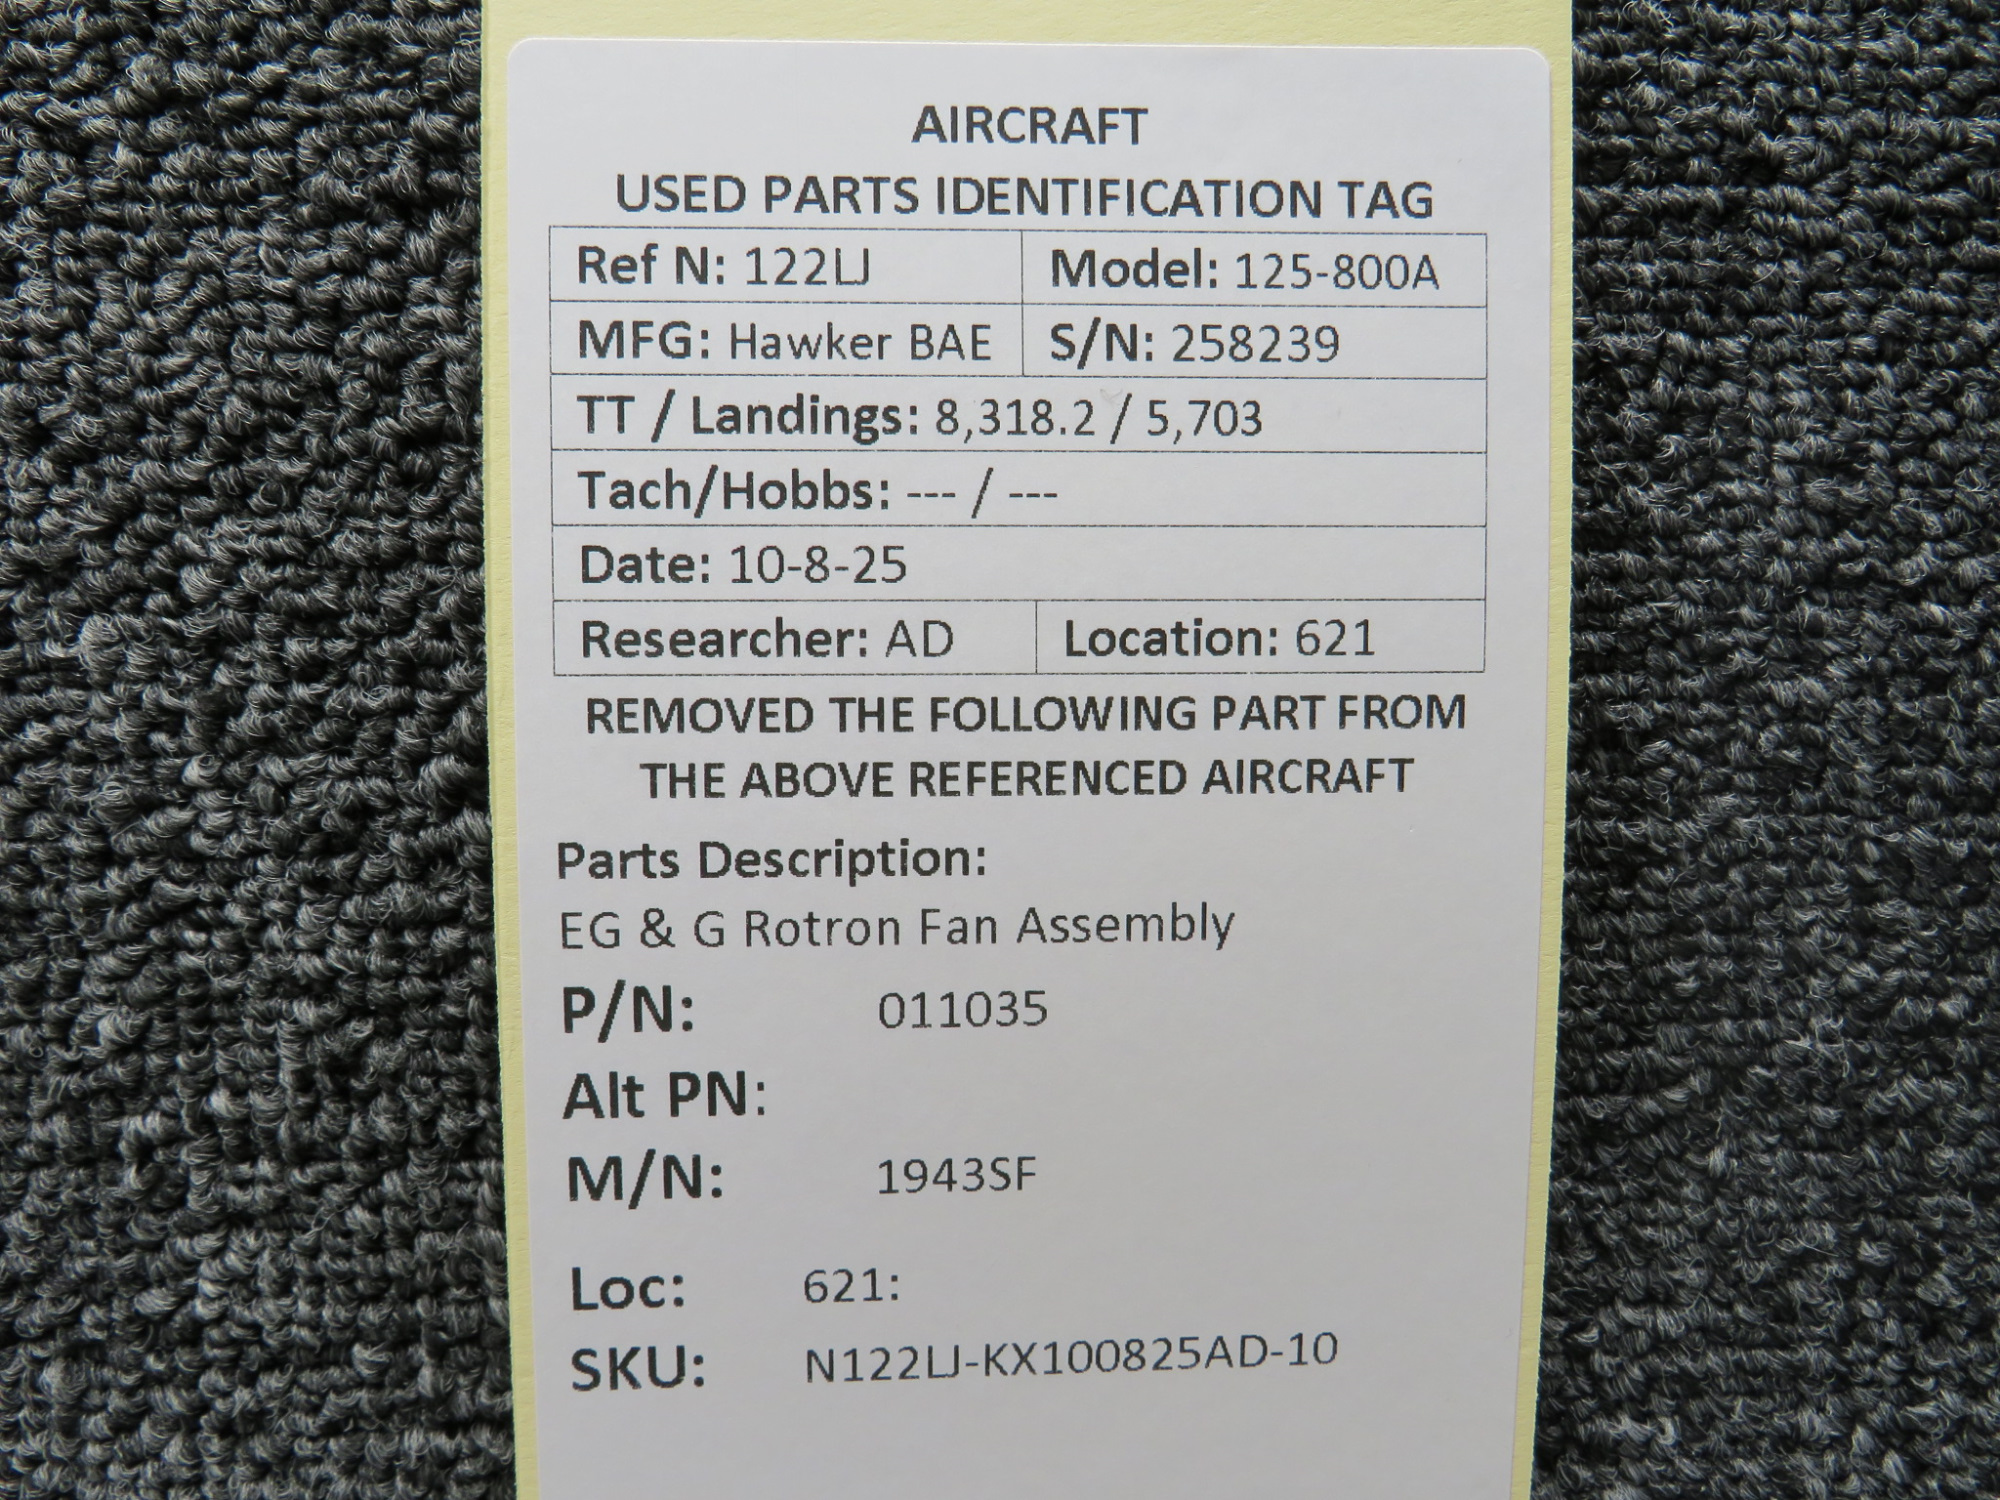 AIRCRAFT
USED PARTS IDENTIFICATION TAG
Ref N: 122LJ Model: 125-800A
MFG: Hawker BAE S/N: 258239
TT / Landings: 8,318.2 / 5,703
Tach/Hobbs: --- / ---
Date: 10-8-25
Researcher: AD Location: 621
REMOVED THE FOLLOWING PART FROM
THE ABOVE REFERENCED AIRCRAFT
Parts Description:
EG & G Rotron Fan Assembly
P/N: 011035
Alt PN:
M/N: 1943SF
Loc: 621:
SKU: N122LJ-KX100825AD-10